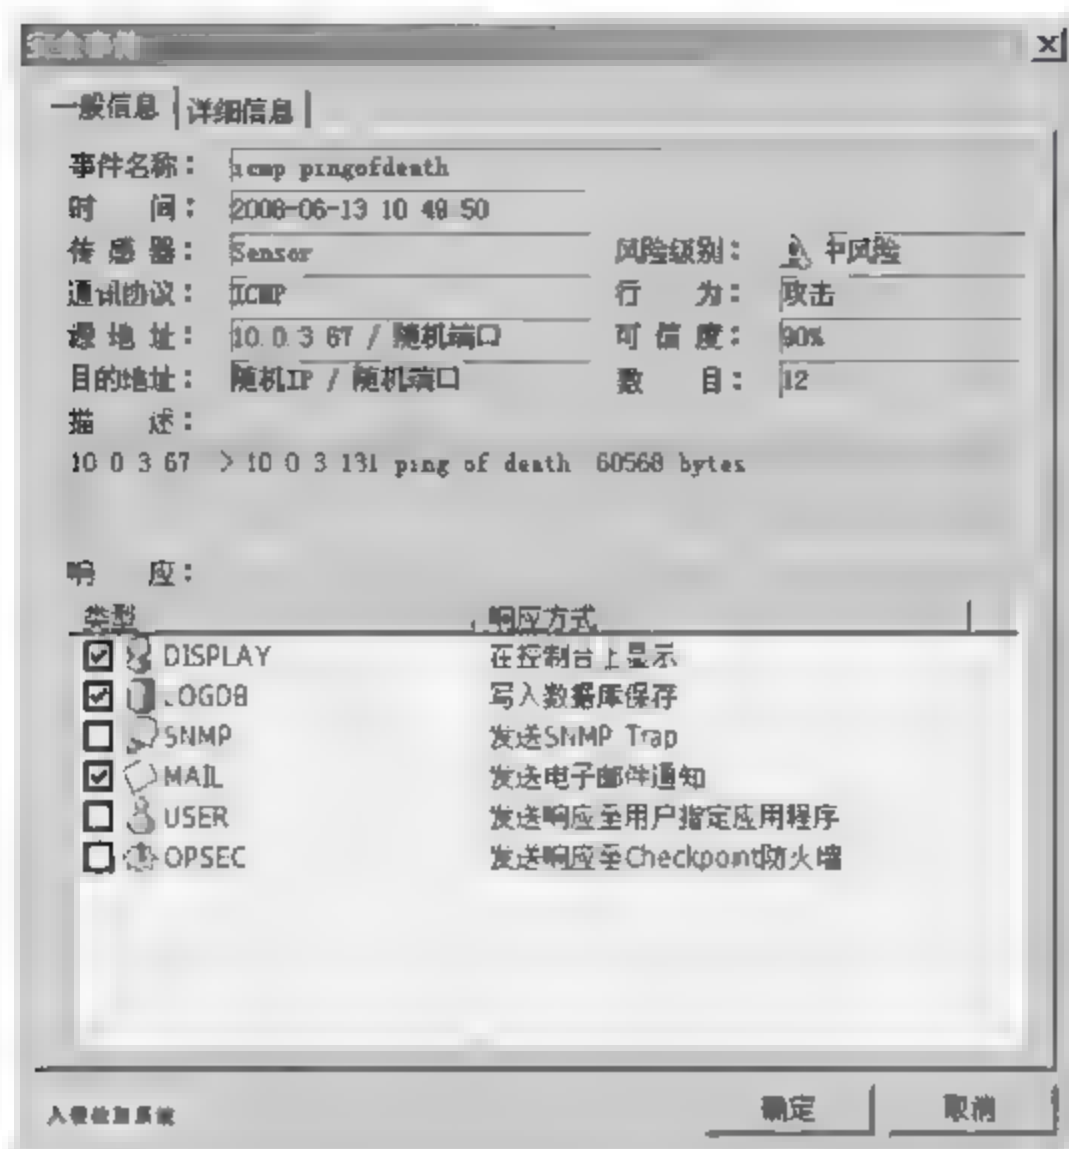 安全事件
一般信息 详细信息
事件名称： icmp pingofdeath
时 间： 2008-06-13 10 49 50
传 感 器： Sensor 风险级别： 中风险
通讯协议： ICMP 行 为： 攻击
源 地 址： 10.0.3 67 / 随机端口 可 信 度： 90%
目的地址： 随机IP / 随机端口 数 目： 12
描 述：
10 0 3 67 > 10 0 3 131 ping of death 60568 bytes
响 应：
类型 响应方式
DISPLAY 在控制台上显示
LOGDB 写入数据库保存
SNMP 发送SNMP Trap
MAIL 发送电子邮件通知
USER 发送响应至用户指定应用程序
OPSEC 发送响应至Checkpoint防火墙
入侵检测系统 确定 取消